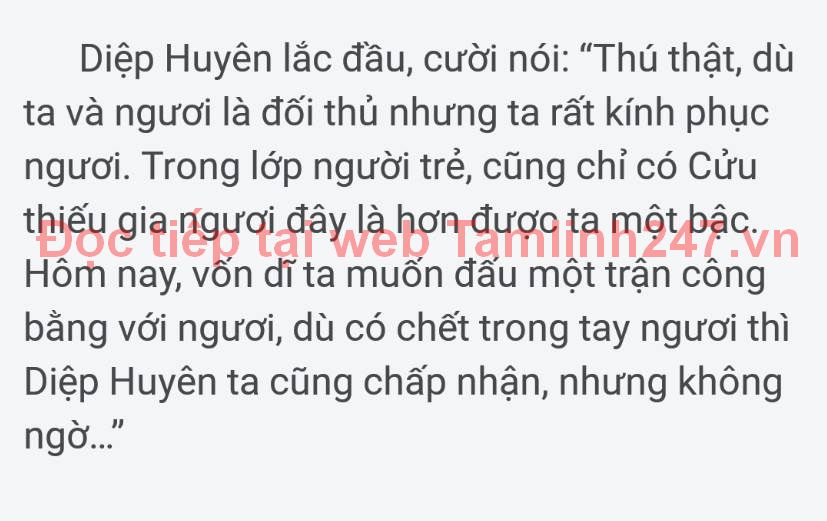 Diệp Huyên lắc đầu, cười nói: “Thú thật, dù
ta và ngươi là đối thủ nhưng ta rất kính phục
ngươi. Trong lớp người trẻ, cũng chỉ có Cửu
thiếu gia ngươi đây là hơn được ta một bậc.
Đọc tiếp tại web Tamlinh247.vn
Hôm nay, vốn dĩ ta muốn đấu một trận công
bằng với ngươi, dù có chết trong tay ngươi thì
Diệp Huyên ta cũng chấp nhận, nhưng không
ngờ...”